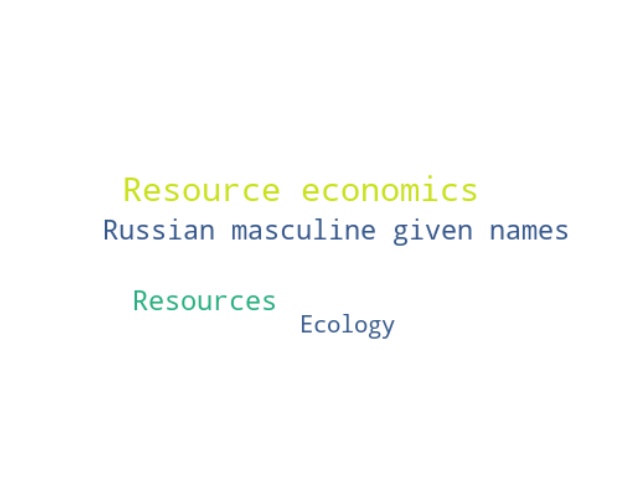 Resource economics
Russian masculine given names
Resources
Ecology